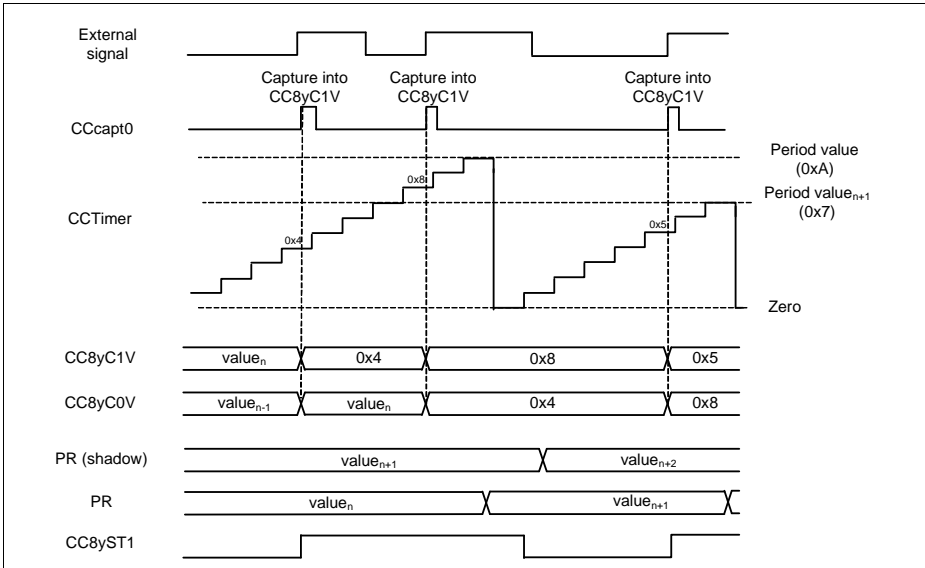 External
signal
Capture into
CC8yC1V
Capture into
CC8yC1V
Capture into
CC8yC1V
CCcapt0
Period value
(0xA)
0x8
Period valueₙ₊₁
(0x7)
CCTimer
0x4
0x5
Zero
CC8yC1V
valueₙ
0x4
0x8
0x5
CC8yC0V
valueₙ₋₁
valueₙ
0x4
0x8
PR (shadow)
valueₙ₊₁
valueₙ₊₂
PR
valueₙ
valueₙ₊₁
CC8yST1